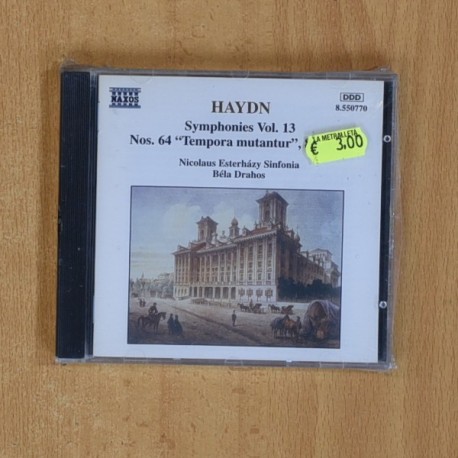 NAXOS
HAYDN
DDD
8.550770
Symphonies Vol. 13
Nos. 64 “Tempora mutantur”,
LA METRALLETA
€ 3,00
Nicolaus Esterházy Sinfonia
Béla Drahos